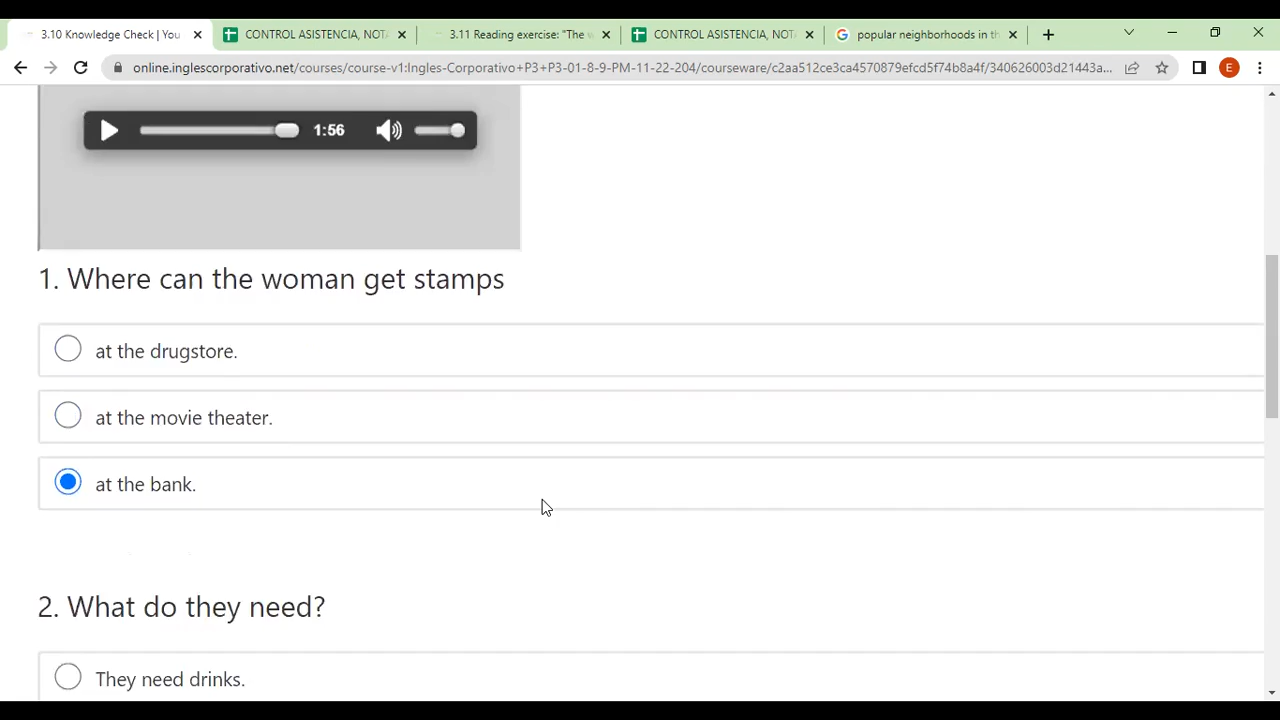 3.10 Knowledge Check | You
CONTROL ASISTENCIA, NOTA
3.11 Reading exercise: "The w
CONTROL ASISTENCIA, NOTA
popular neighborhoods in th
online.inglescorporativo.net/courses/course-v1:Ingles-Corporativo+P3+P3-01-8-9-PM-11-22-204/courseware/c2aa512ce3ca4570879efcd5f74b8a4f/340626003d21443a...
E
1:56
1. Where can the woman get stamps
at the drugstore.
at the movie theater.
at the bank.
2. What do they need?
They need drinks.